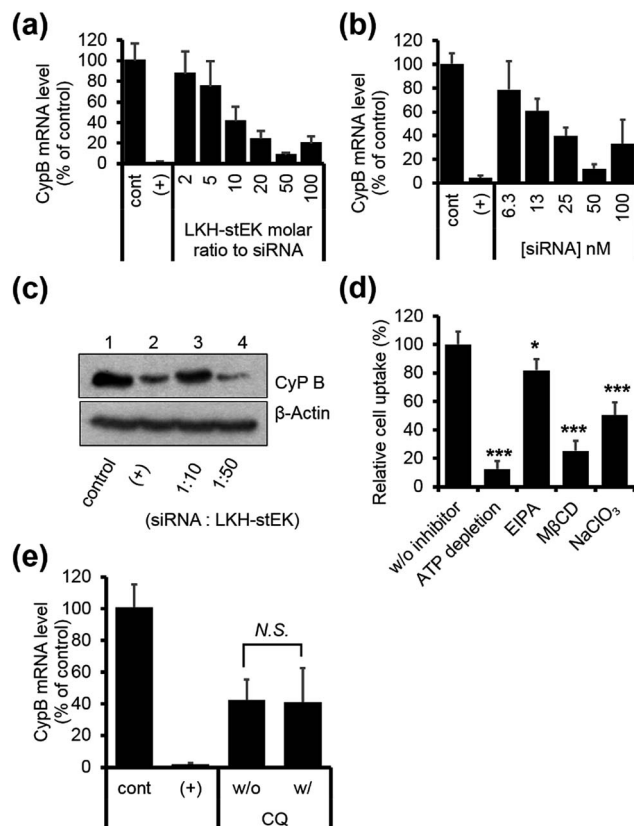 (a)
CypB mRNA level
(% of control)
120
100
80
60
40
20
0
cont
(+)
2
5
10
20
50
100
LKH-stEK molar
ratio to siRNA
(b)
CypB mRNA level
(% of control)
120
100
80
60
40
20
0
cont
(+)
6.3
13
25
50
100
[siRNA] nM
(c)
1 2 3 4
CyP B
β-Actin
control
(+)
1:10
1:50
(siRNA : LKH-stEK)
(d)
Relative cell uptake (%)
120
100
80
60
40
20
0
*
***
***
***
w/o inhibitor
ATP depletion
EIPA
MβCD
NaClO₃
(e)
CypB mRNA level
(% of control)
120
100
80
60
40
20
0
N.S.
cont
(+)
w/o
w/
CQ